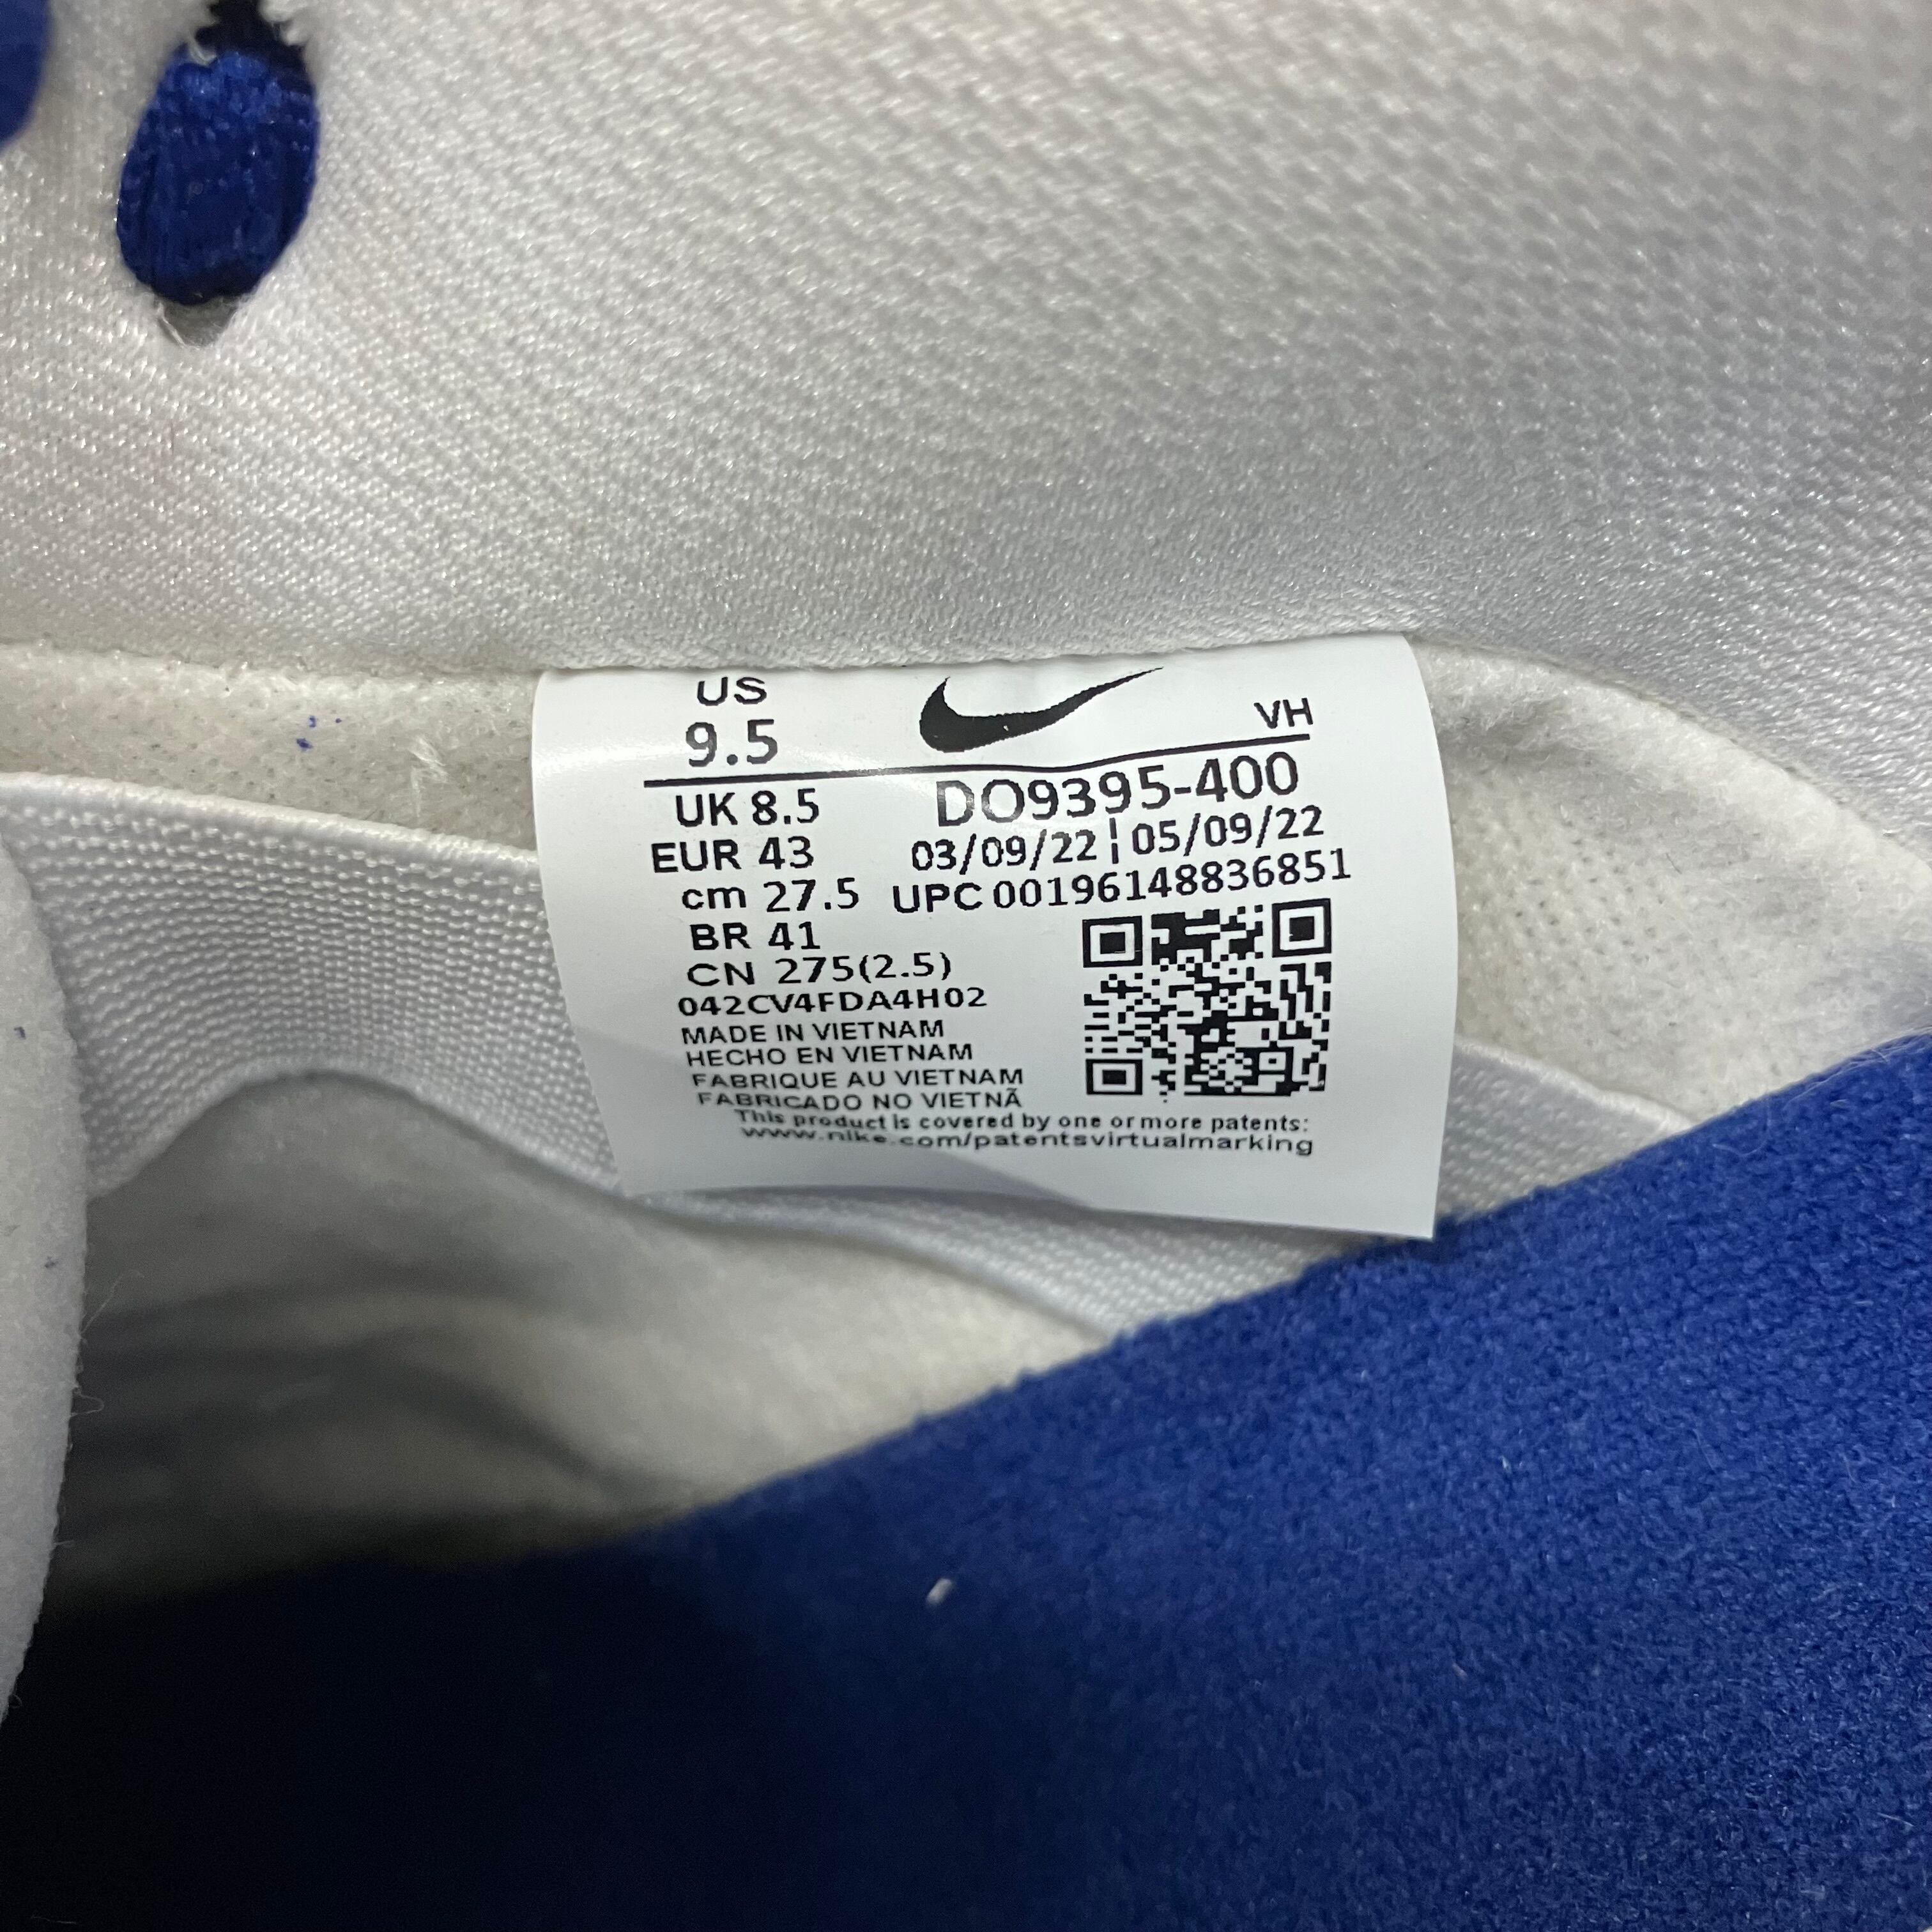 US
9.5
VH
UK 8.5
DO9395-400
EUR 43
03/09/22 ¦ 05/09/22
cm 27.5
UPC 00196148836851
BR 41
CN 275(2.5)
042CV4FDA4H02
MADE IN VIETNAM
HECHO EN VIETNAM
FABRIQUE AU VIETNAM
FABRICADO NO VIETNÃ
This product is covered by one or more patents:
www.nike.com/patentsvirtualmarking